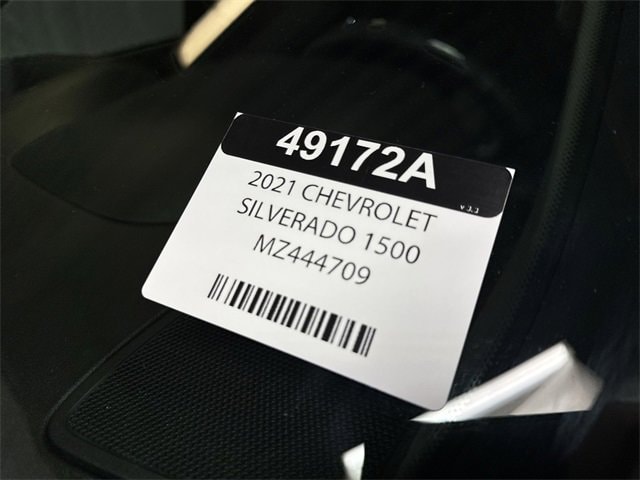 49172A
v 3.3
2021 CHEVROLET
SILVERADO 1500
MZ444709